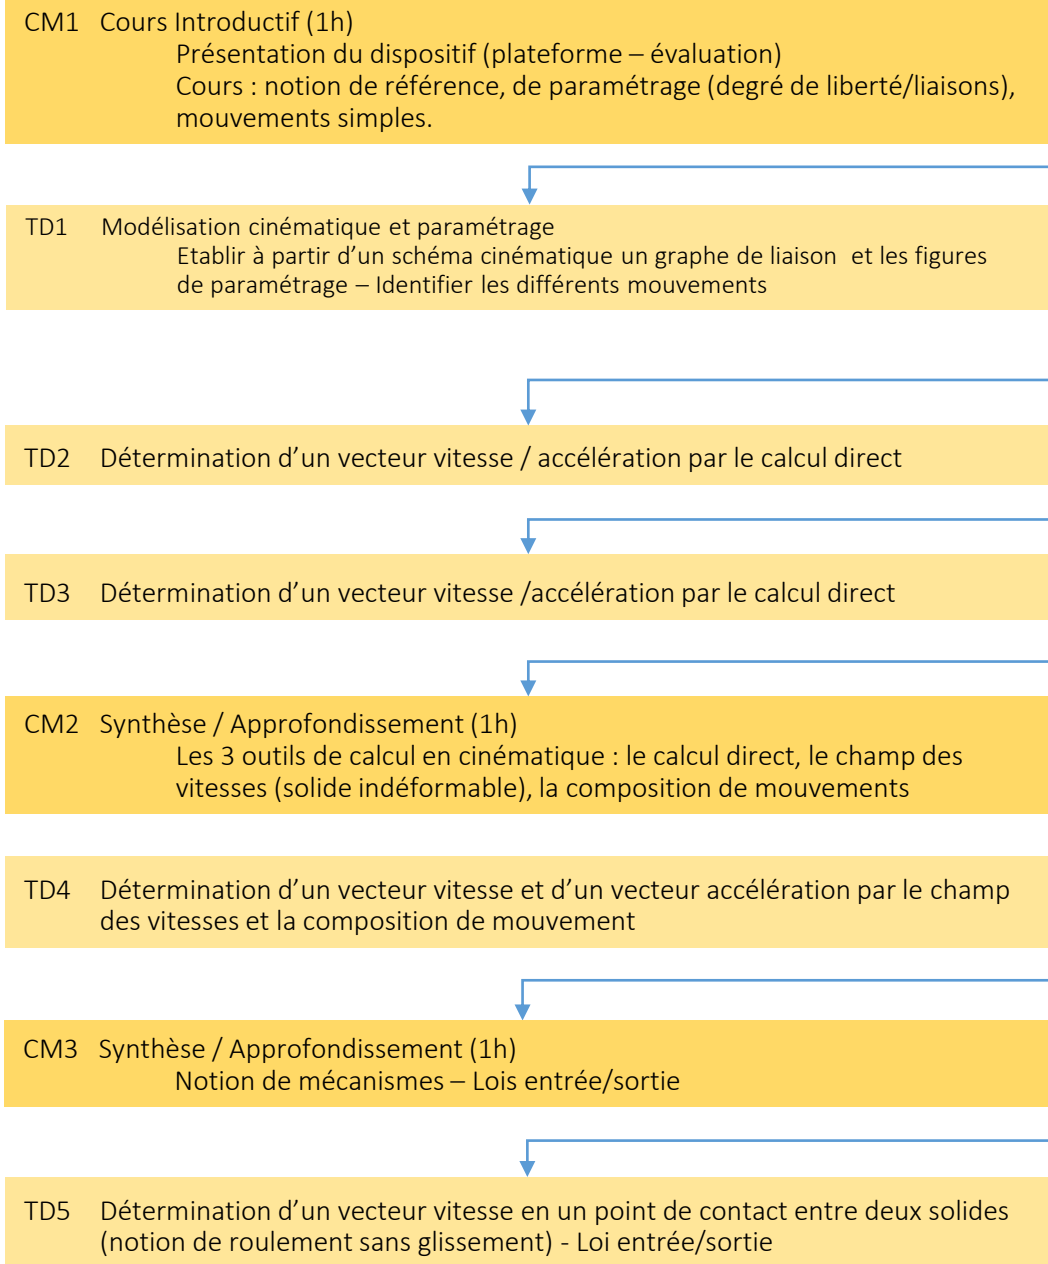 CM1 Cours Introductif (1h)
Présentation du dispositif (plateforme – évaluation)
Cours : notion de référence, de paramétrage (degré de liberté/liaisons),
mouvements simples.
TD1 Modélisation cinématique et paramétrage
Etablir à partir d’un schéma cinématique un graphe de liaison et les figures
de paramétrage – Identifier les différents mouvements
TD2 Détermination d’un vecteur vitesse / accélération par le calcul direct
TD3 Détermination d’un vecteur vitesse /accélération par le calcul direct
CM2 Synthèse / Approfondissement (1h)
Les 3 outils de calcul en cinématique : le calcul direct, le champ des
vitesses (solide indéformable), la composition de mouvements
TD4 Détermination d’un vecteur vitesse et d’un vecteur accélération par le champ
des vitesses et la composition de mouvement
CM3 Synthèse / Approfondissement (1h)
Notion de mécanismes – Lois entrée/sortie
TD5 Détermination d’un vecteur vitesse en un point de contact entre deux solides
(notion de roulement sans glissement) - Loi entrée/sortie